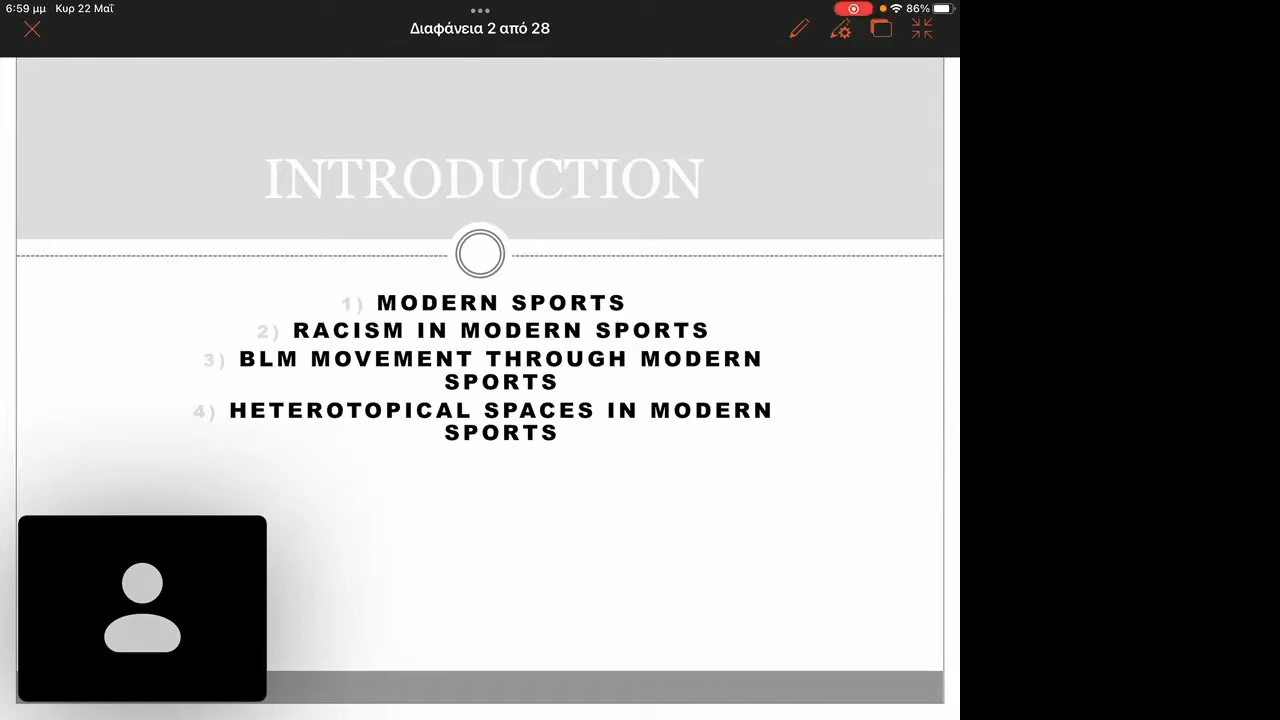 6:59 μμ Κυρ 22 Μαΐ
86%
Διαφάνεια 2 από 28
INTRODUCTION
1) MODERN SPORTS
2) RACISM IN MODERN SPORTS
3) BLM MOVEMENT THROUGH MODERN
SPORTS
4) HETEROTOPICAL SPACES IN MODERN
SPORTS